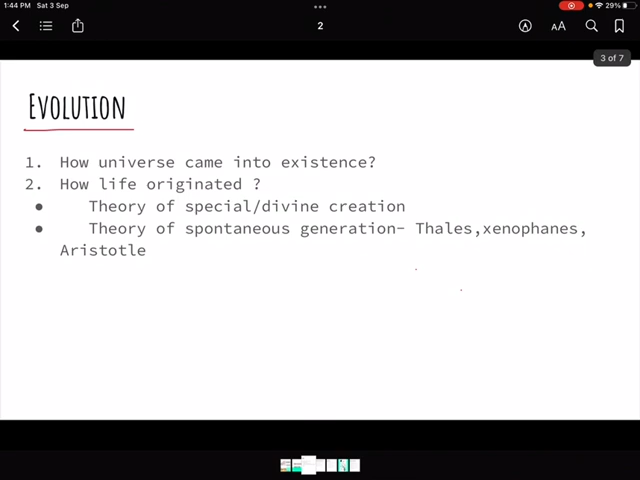 1:44 PM Sat 3 Sep
29%
2
AA
3 of 7
EVOLUTION
1. How universe came into existence?
2. How life originated ?
● Theory of special/divine creation
● Theory of spontaneous generation- Thales,xenophanes,
Aristotle